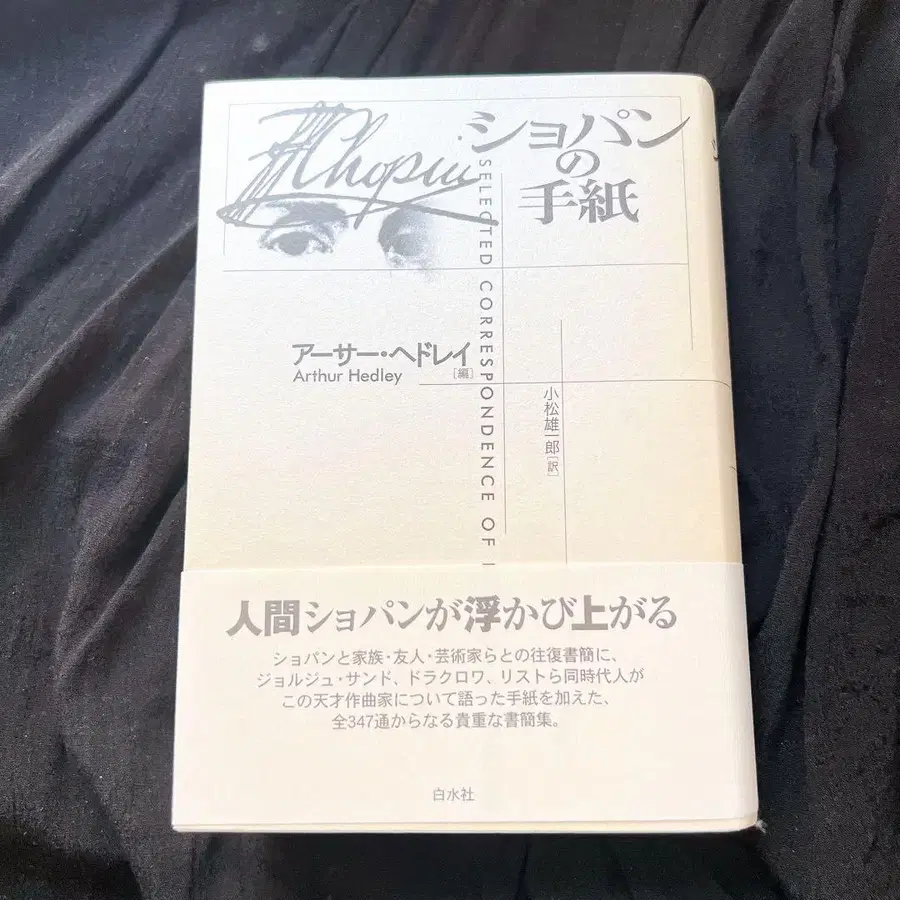 Chopin
ショパン
の
手紙
SELECTED CORRESPONDENCE OF
アーサー・ヘドレイ
[編]
Arthur Hedley
小松雄一郎[訳]
人間ショパンが浮かび上がる
ショパンと家族・友人・芸術家らとの往復書簡に、
ジョルジュ・サンド、ドラクロワ、リストら同時代人が
この天才作曲家について語った手紙を加えた、
全347通からなる貴重な書簡集。
白水社